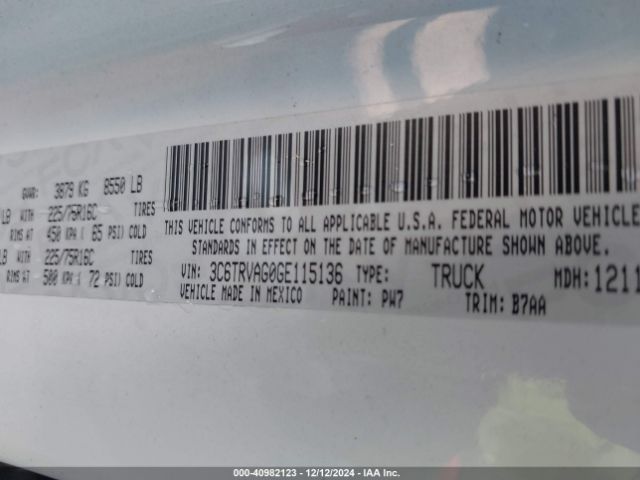 GVWR: 3879 KG 8550 LB
LB WITH 225/75R16C TIRES
RIMS AT 450 KPA ( 65 PSI) COLD
LB WITH 225/75R16C TIRES
RIMS AT 500 KPA ( 72 PSI) COLD
THIS VEHICLE CONFORMS TO ALL APPLICABLE U.S.A. FEDERAL MOTOR VEHICLE
STANDARDS IN EFFECT ON THE DATE OF MANUFACTURE SHOWN ABOVE.
VIN: 3C6TRVAG0GE115136 TYPE: TRUCK MDH: 1211
VEHICLE MADE IN MEXICO PAINT: PW7 TRIM: B7AA
000-40982123 - 12/12/2024 - IAA Inc.